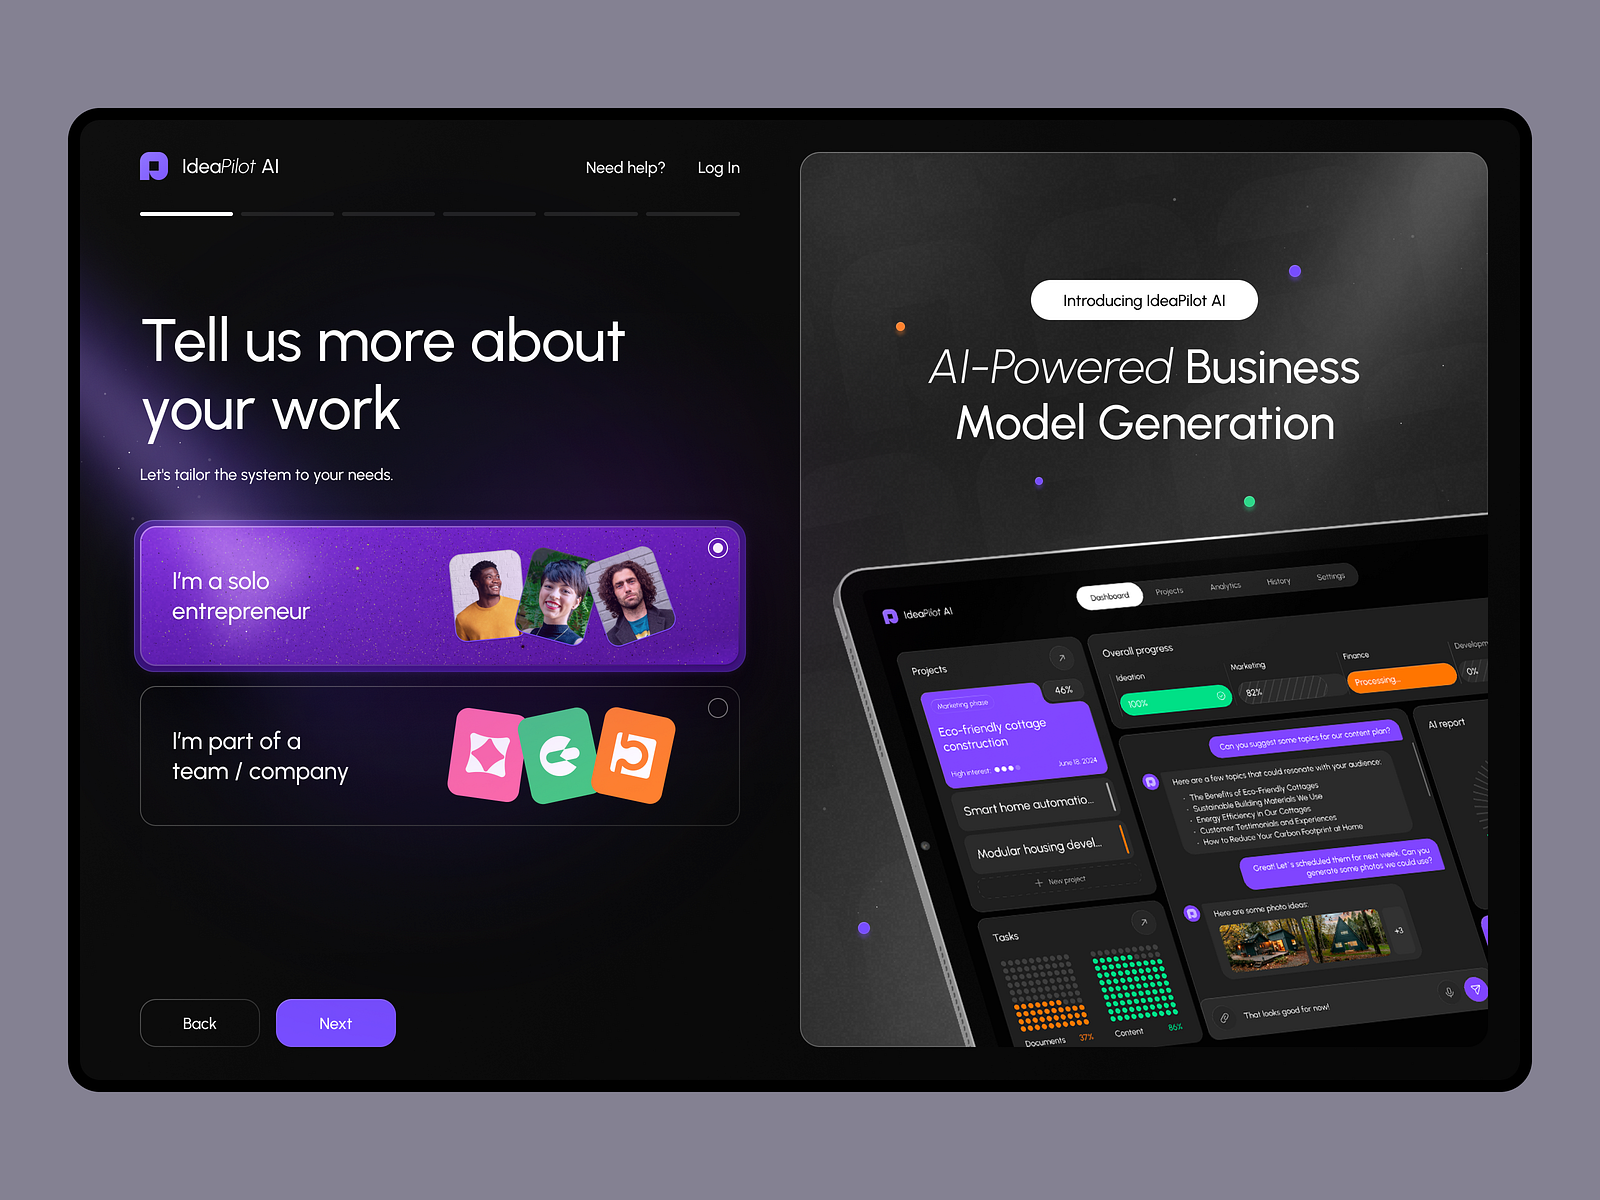 IdeaPilot AI
Need help?
Log In
Tell us more about
your work
Let's tailor the system to your needs.
I'm a solo
entrepreneur
I'm part of a
team / company
Back
Next
Introducing IdeaPilot AI
AI-Powered Business
Model Generation
IdeaPilot AI
Dashboard
Projects
Analytics
History
Settings
Projects
46%
Marketing phase
Eco-friendly cottage
construction
High interest:
June 18, 2024
Smart home automatio...
Modular housing devel...
New project
Tasks
Documents
37%
Content
86%
Overall progress
Ideation
100%
Marketing
82%
Finance
Processing...
Developm
0%
Can you suggest some topics for our content plan?
Here are a few topics that could resonate with your audience:
· The Benefits of Eco-Friendly Cottages
· Sustainable Building Materials We Use
· Energy Efficiency in Our Cottages
· Customer Testimonials and Experiences
· How to Reduce Your Carbon Footprint at Home
Great! Let's scheduled them for next week. Can you
generate some photos we could use?
Here are some photo ideas:
+3
That looks good for now!
AI report